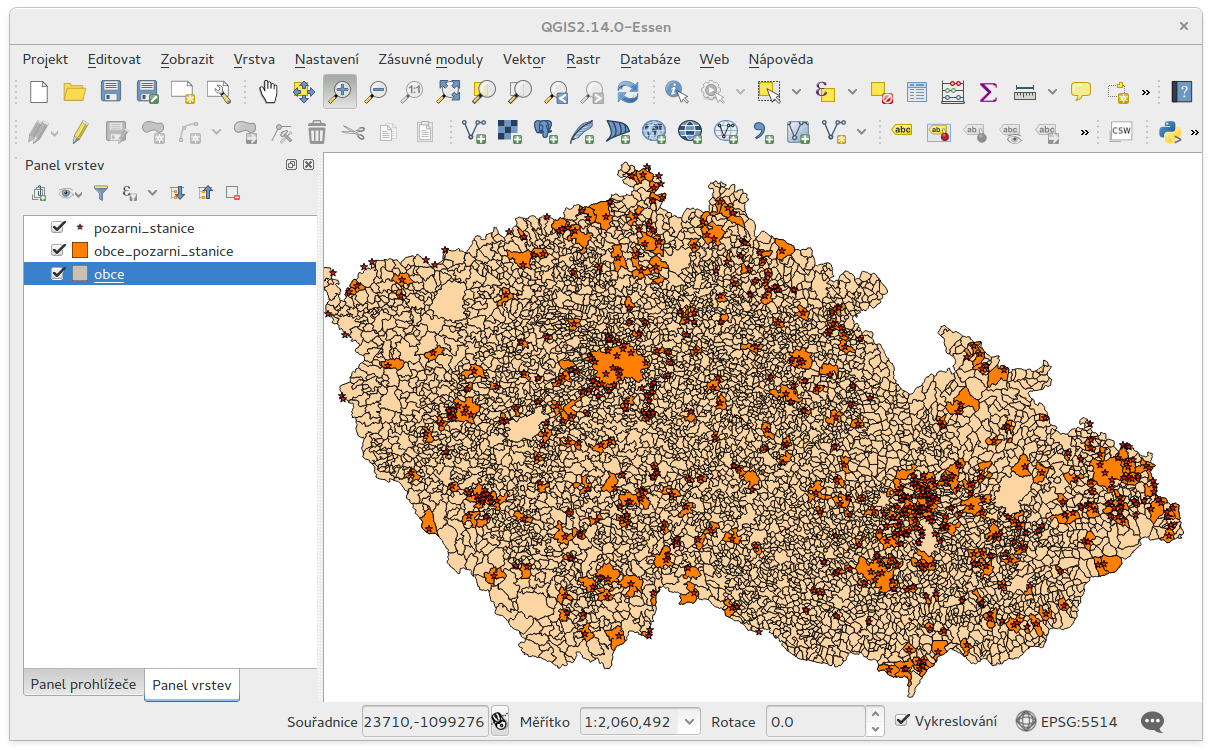 QGIS2.14.0-Essen
Projekt Editovat Zobrazit Vrstva Nastavení Zásuvné moduly Vektor Rastr Databáze Web Nápověda
Panel vrstev
pozarni_stanice
obce_pozarni_stanice
obce
Panel prohlížeče Panel vrstev
Souřadnice 23710,-1099276 Měřítko 1:2,060,492 Rotace 0.0 Vykreslování EPSG:5514